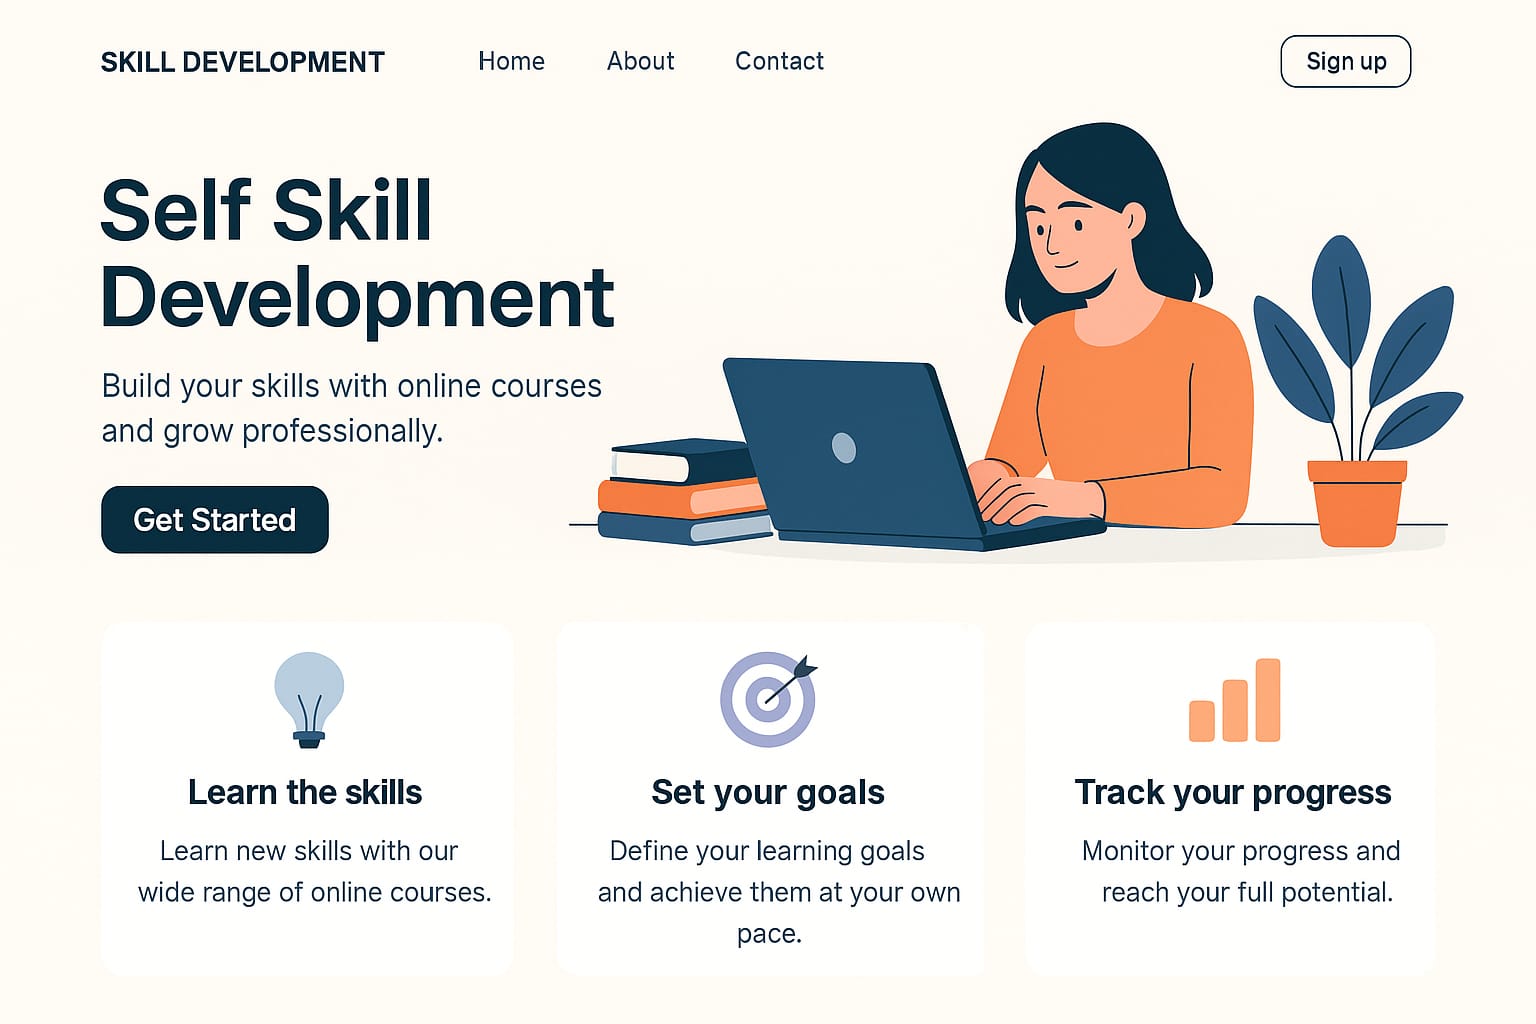 SKILL DEVELOPMENT
Home
About
Contact
Sign up
Self Skill
Development
Build your skills with online courses
and grow professionally.
Get Started
Learn the skills
Learn new skills with our
wide range of online courses.
Set your goals
Define your learning goals
and achieve them at your own
pace.
Track your progress
Monitor your progress and
reach your full potential.